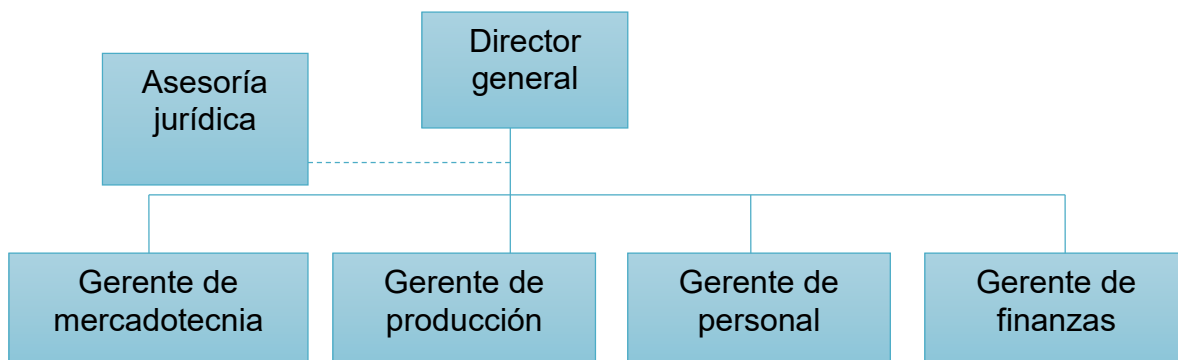 Director
general
Asesoría
jurídica
Gerente de
mercadotecnia
Gerente de
producción
Gerente de
personal
Gerente de
finanzas